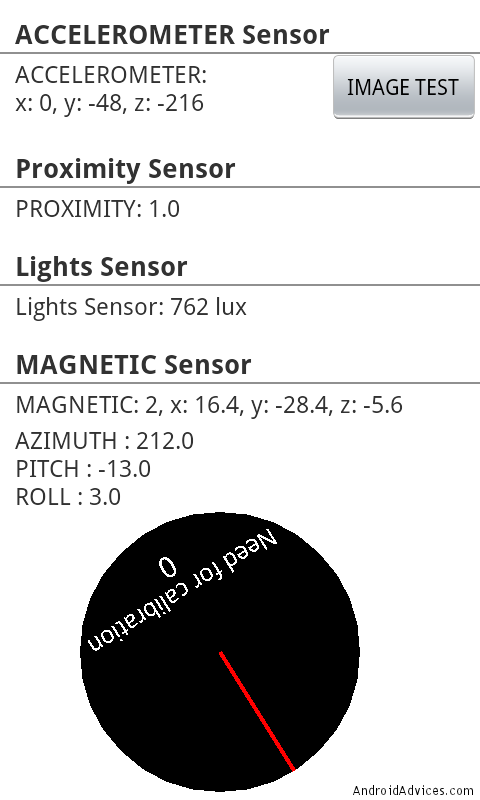 ACCELEROMETER Sensor
ACCELEROMETER:
x: 0, y: -48, z: -216
IMAGE TEST
Proximity Sensor
PROXIMITY: 1.0
Lights Sensor
Lights Sensor: 762 lux
MAGNETIC Sensor
MAGNETIC: 2, x: 16.4, y: -28.4, z: -5.6
AZIMUTH : 212.0
PITCH : -13.0
ROLL : 3.0
Need for calibration
0
AndroidAdvices.com